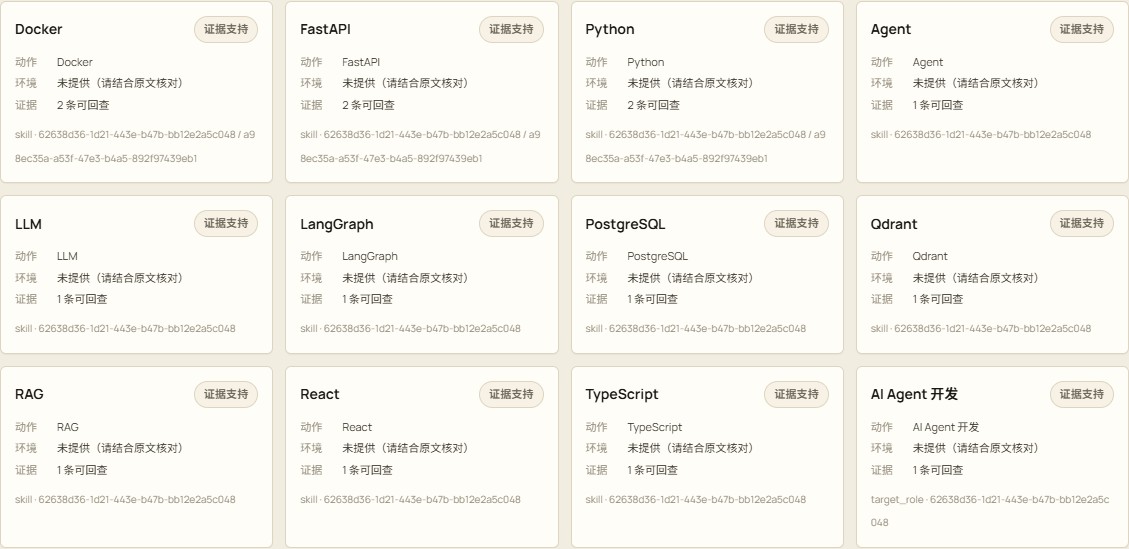 Docker 证据支持
动作 Docker
环境 未提供（请结合原文核对）
证据 2 条可回查
skill · 62638d36-1d21-443e-b47b-bb12e2a5c048 / a9
8ec35a-a53f-47e3-b4a5-892f97439eb1
FastAPI 证据支持
动作 FastAPI
环境 未提供（请结合原文核对）
证据 2 条可回查
skill · 62638d36-1d21-443e-b47b-bb12e2a5c048 / a9
8ec35a-a53f-47e3-b4a5-892f97439eb1
Python 证据支持
动作 Python
环境 未提供（请结合原文核对）
证据 2 条可回查
skill · 62638d36-1d21-443e-b47b-bb12e2a5c048 / a9
8ec35a-a53f-47e3-b4a5-892f97439eb1
Agent 证据支持
动作 Agent
环境 未提供（请结合原文核对）
证据 1 条可回查
skill · 62638d36-1d21-443e-b47b-bb12e2a5c048
LLM 证据支持
动作 LLM
环境 未提供（请结合原文核对）
证据 1 条可回查
skill · 62638d36-1d21-443e-b47b-bb12e2a5c048
LangGraph 证据支持
动作 LangGraph
环境 未提供（请结合原文核对）
证据 1 条可回查
skill · 62638d36-1d21-443e-b47b-bb12e2a5c048
PostgreSQL 证据支持
动作 PostgreSQL
环境 未提供（请结合原文核对）
证据 1 条可回查
skill · 62638d36-1d21-443e-b47b-bb12e2a5c048
Qdrant 证据支持
动作 Qdrant
环境 未提供（请结合原文核对）
证据 1 条可回查
skill · 62638d36-1d21-443e-b47b-bb12e2a5c048
RAG 证据支持
动作 RAG
环境 未提供（请结合原文核对）
证据 1 条可回查
skill · 62638d36-1d21-443e-b47b-bb12e2a5c048
React 证据支持
动作 React
环境 未提供（请结合原文核对）
证据 1 条可回查
skill · 62638d36-1d21-443e-b47b-bb12e2a5c048
TypeScript 证据支持
动作 TypeScript
环境 未提供（请结合原文核对）
证据 1 条可回查
skill · 62638d36-1d21-443e-b47b-bb12e2a5c048
AI Agent 开发 证据支持
动作 AI Agent 开发
环境 未提供（请结合原文核对）
证据 1 条可回查
target_role · 62638d36-1d21-443e-b47b-bb12e2a5c
048